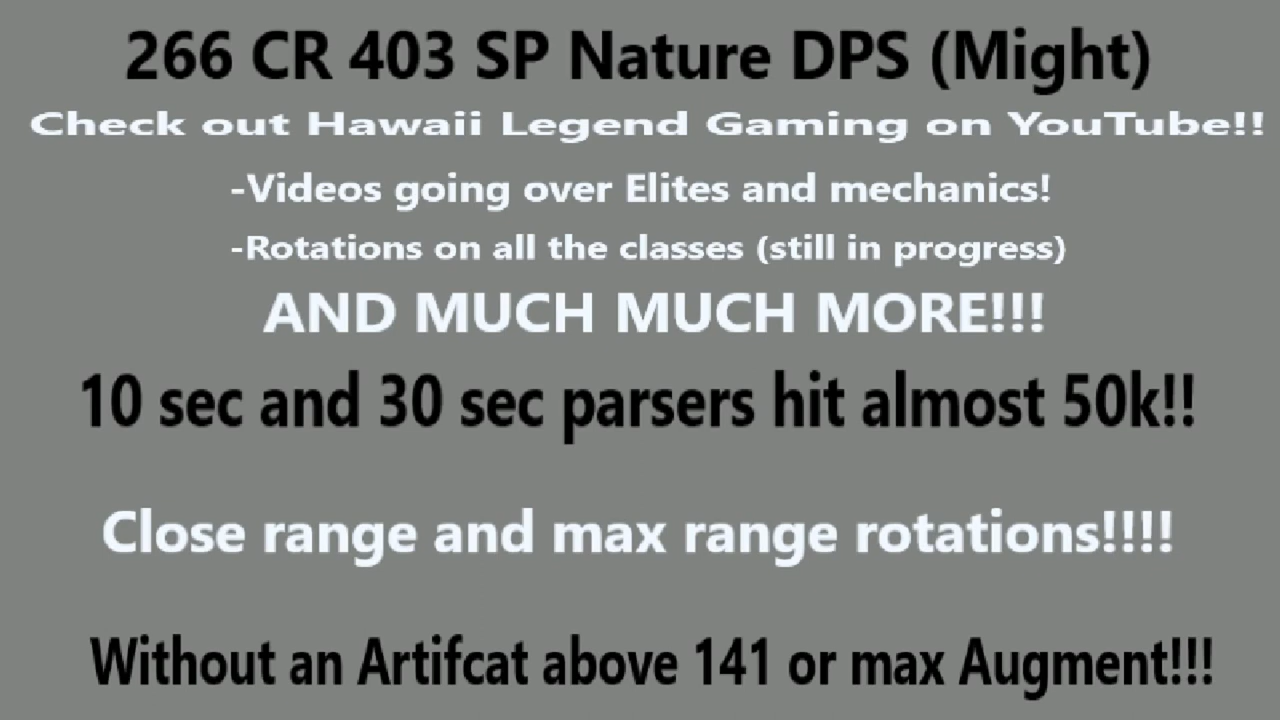 266 CR 403 SP Nature DPS (Might)
Check out Hawaii Legend Gaming on YouTube!!
-Videos going over Elites and mechanics!
-Rotations on all the classes (still in progress)
AND MUCH MUCH MORE!!!
10 sec and 30 sec parsers hit almost 50k!!
Close range and max range rotations!!!!
Without an Artifcat above 141 or max Augment!!!